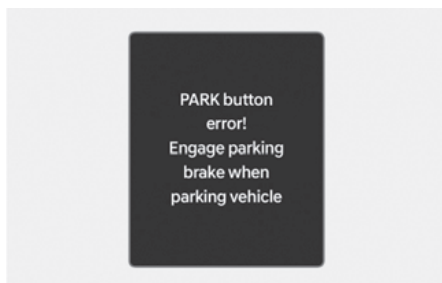 PARK button
error!
Engage parking
brake when
parking vehicle